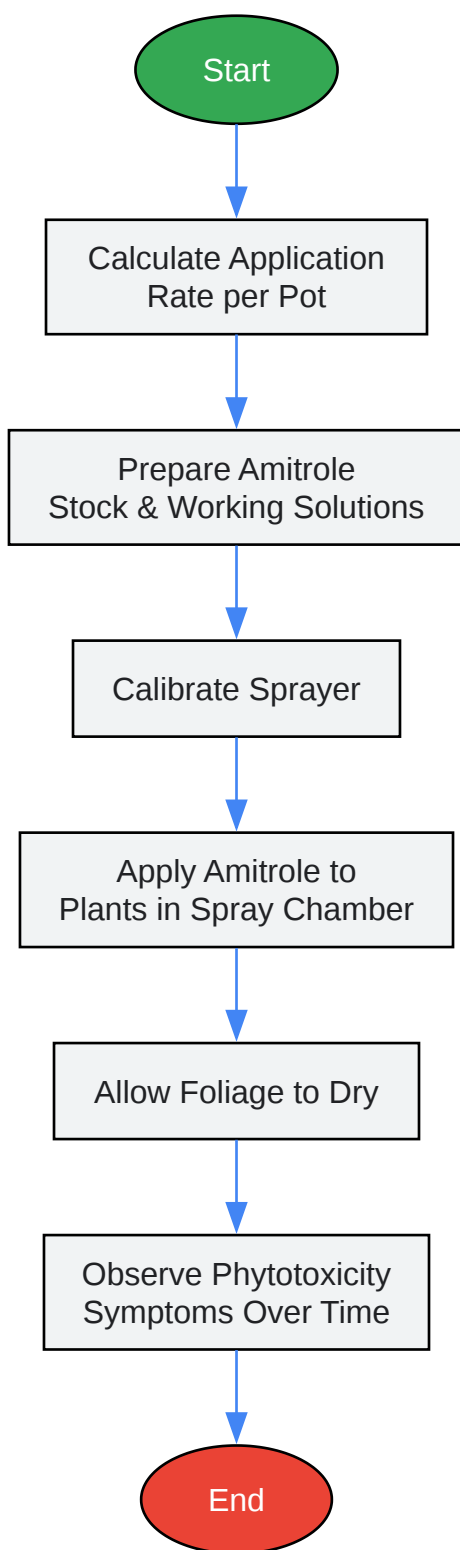 Start
Calculate Application
Rate per Pot
Prepare Amitrole
Stock & Working Solutions
Calibrate Sprayer
Apply Amitrole to
Plants in Spray Chamber
Allow Foliage to Dry
Observe Phytotoxicity
Symptoms Over Time
End